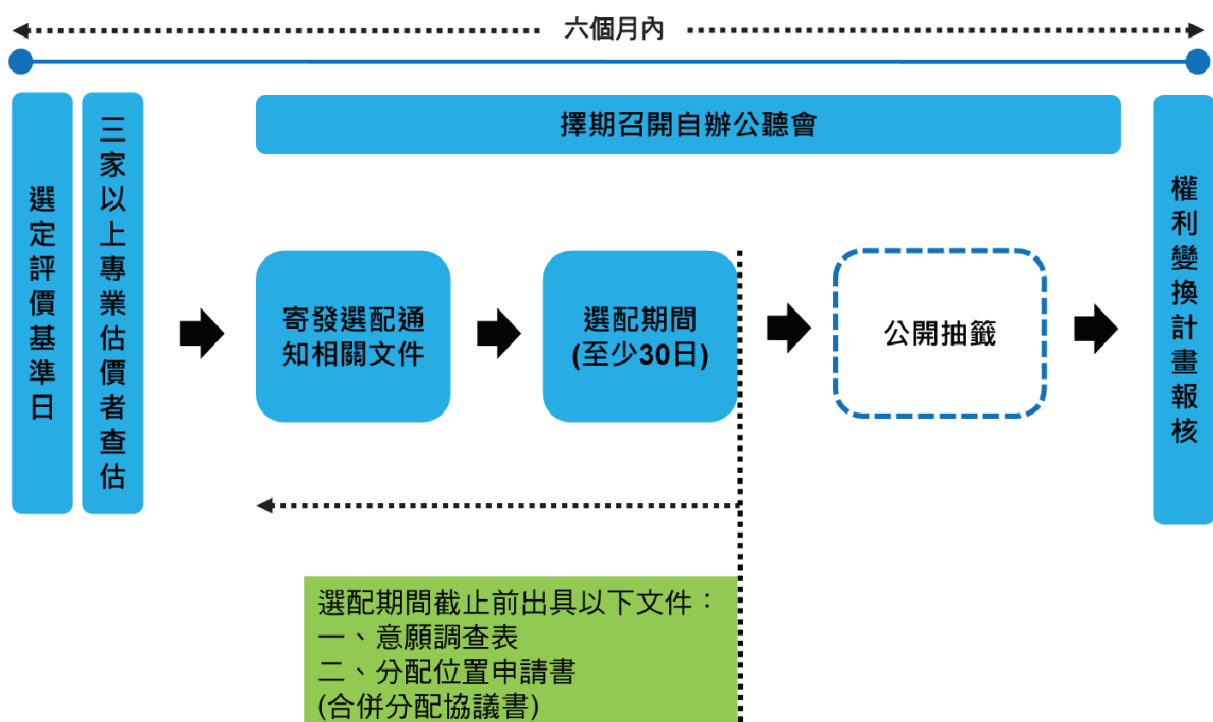 六個月內
選定評價基準日
三家以上專業估價者查估
擇期召開自辦公聽會
寄發選配通
知相關文件
選配期間
(至少30日)
公開抽籤
權利變換計畫報核
選配期間截止前出具以下文件：
一、意願調查表
二、分配位置申請書
(合併分配協議書)